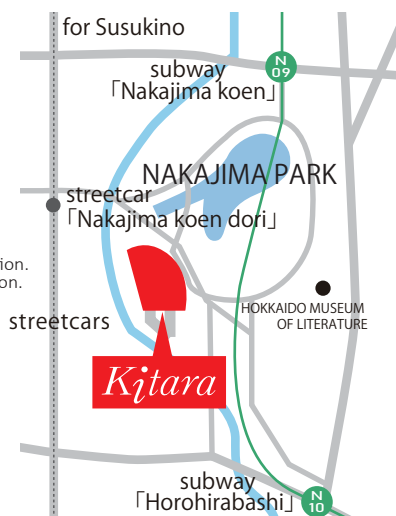 for Susukino
N
09
subway
「Nakajima koen」
NAKAJIMA PARK
streetcar
「Nakajima koen dori」
tion.
on.
HOKKAIDO MUSEUM
OF LITERATURE
streetcars
Kitara
subway
「Horohirabashi」
N
10